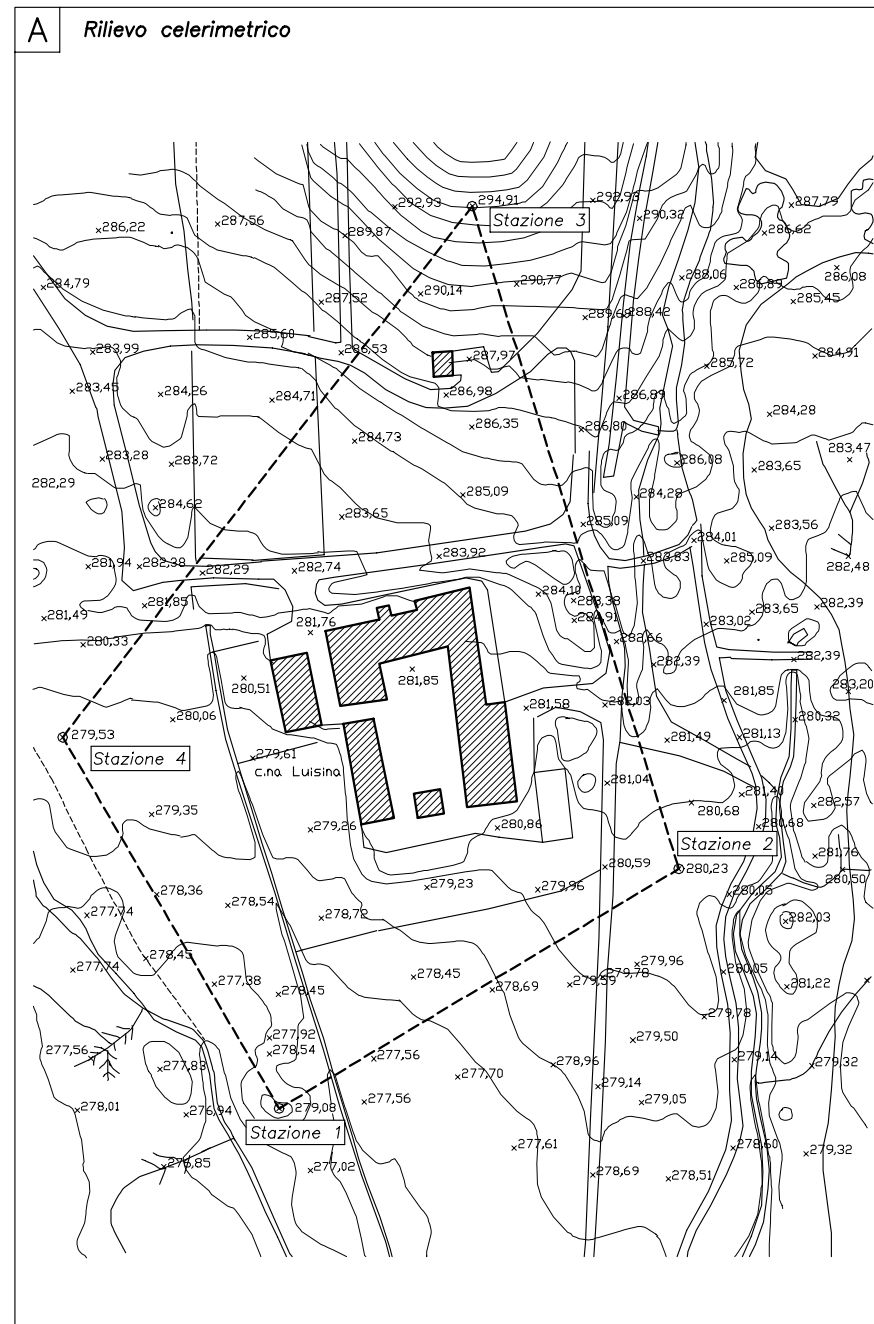 A Rilievo celerimetrico
292,93 294,91 292,93 287,79
Stazione 3
287,56 290,32
286,22 289,87 286,62
288,06 286,08
284,79 290,14 290,77 286,89
287,52 285,45
289,68 288,42
285,60
283,99 286,53 287,97 285,72 284,91
283,45 284,26 284,71 286,98 286,89
284,28
284,73 286,35 286,80
283,28 283,72 286,08 283,65 283,47
282,29
284,62 285,09 284,28
283,65 285,09 283,56
283,92 284,01
281,94 282,38 282,29 282,74 283,83 285,09 282,48
281,49 281,85 284,10 283,38 283,65 282,39
281,76 284,91 283,02
280,33 282,66
281,85 282,39 282,39
280,51 283,20
280,06 281,58 282,03 281,85 280,32
279,53 281,49 281,13
Stazione 4 279,61
c.na Luisina
281,04 281,40
279,35 280,68 282,57
279,26 280,86 280,68
Stazione 2
281,76
280,59 280,23 280,50
278,36 279,23 279,96 280,05
277,74 278,54 278,72 282,03
278,45 279,96
277,74 277,38 278,45 279,78 280,05
278,45 278,69 279,59 281,22
279,78
277,92 279,50
277,56 278,54 277,56 279,14
277,83 278,96 279,32
277,70 279,14
278,01 276,94 279,08 277,56 279,05
Stazione 1
277,61 278,60 279,32
276,85 277,02 278,69 278,51